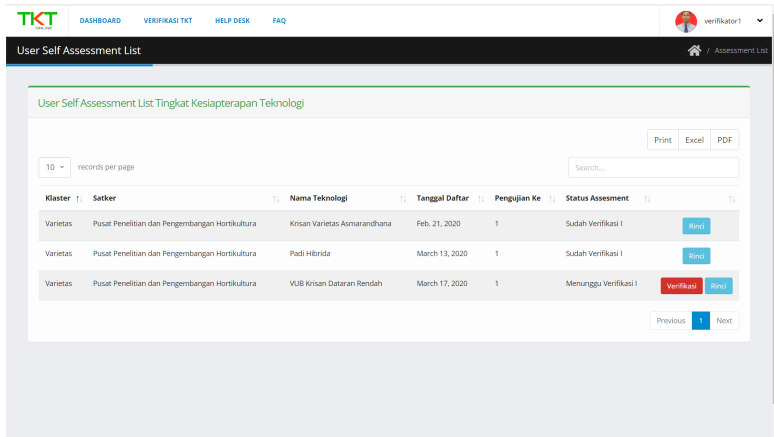 TKT
ONLINE
DASHBOARD VERIFIKASI TKT HELP DESK FAQ verifikator1
User Self Assessment List / Assessment List
User Self Assessment List Tingkat Kesiapterapan Teknologi
Print Excel PDF
10 records per page Search...
Klaster Satker Nama Teknologi Tanggal Daftar Pengujian Ke Status Assesment
Varietas Pusat Penelitian dan Pengembangan Hortikultura Krisan Varietas Asmarandhana Feb. 21, 2020 1 Sudah Verifikasi I Rinci
Varietas Pusat Penelitian dan Pengembangan Hortikultura Padi Hibrida March 13, 2020 1 Sudah Verifikasi I Rinci
Varietas Pusat Penelitian dan Pengembangan Hortikultura VUB Krisan Dataran Rendah March 17, 2020 1 Menunggu Verifikasi I Verifikasi Rinci
Previous 1 Next